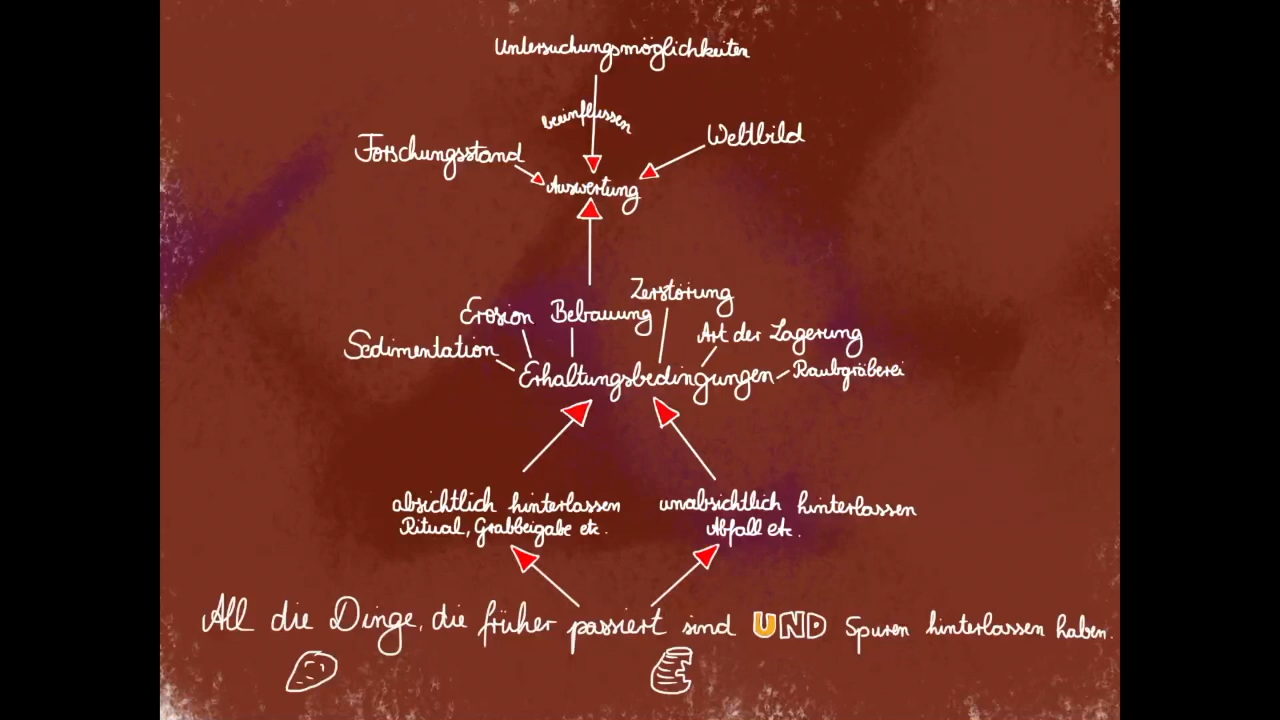 Untersuchungsmöglichkeiten
beeinflussen
Weltbild
Forschungsstand
Auswertung
Zerstörung
Erosion Bebauung
Art der Lagerung
Sedimentation
Erhaltungsbedingungen
Raubgräberei
absichtlich hinterlassen
Ritual, Grabbeigabe etc.
unabsichtlich hinterlassen
Abfall etc.
All die Dinge, die früher passiert sind UND Spuren hinterlassen haben.